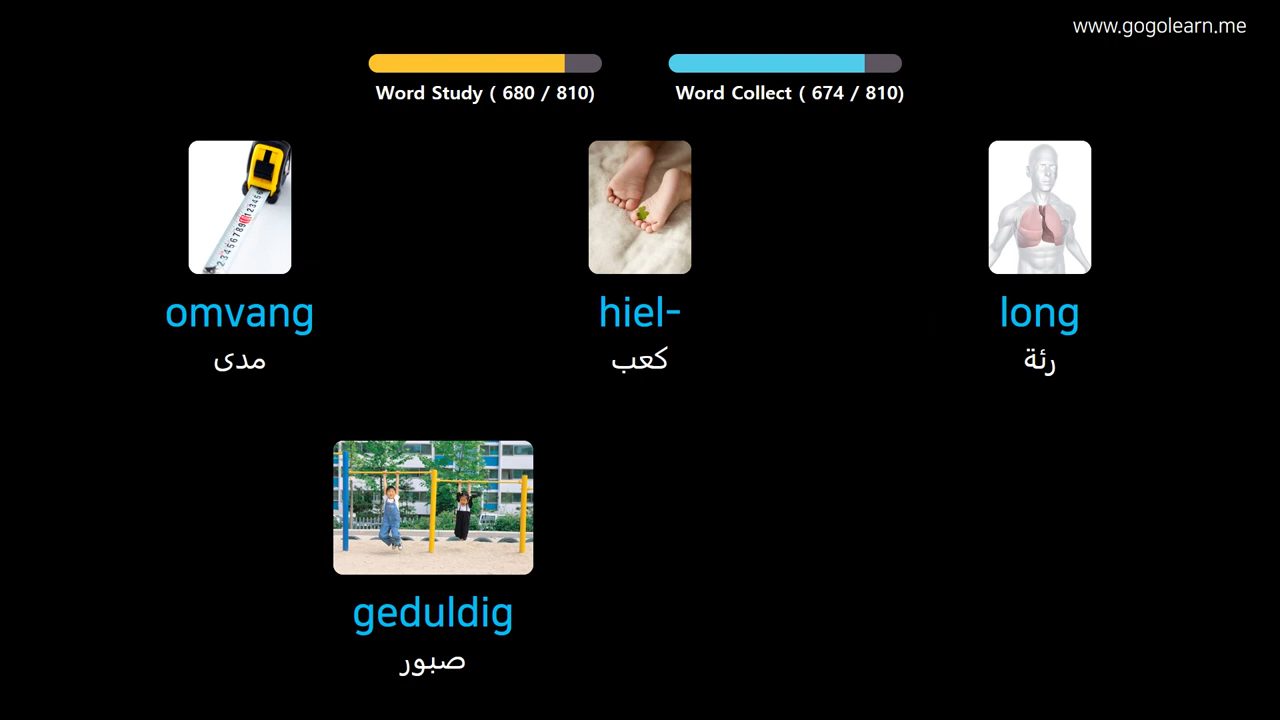 www.gogolearn.me
Word Study ( 680 / 810)
Word Collect ( 674 / 810)
omvang
hiel-
long
مدى
كعب
رئة
geduldig
صبور